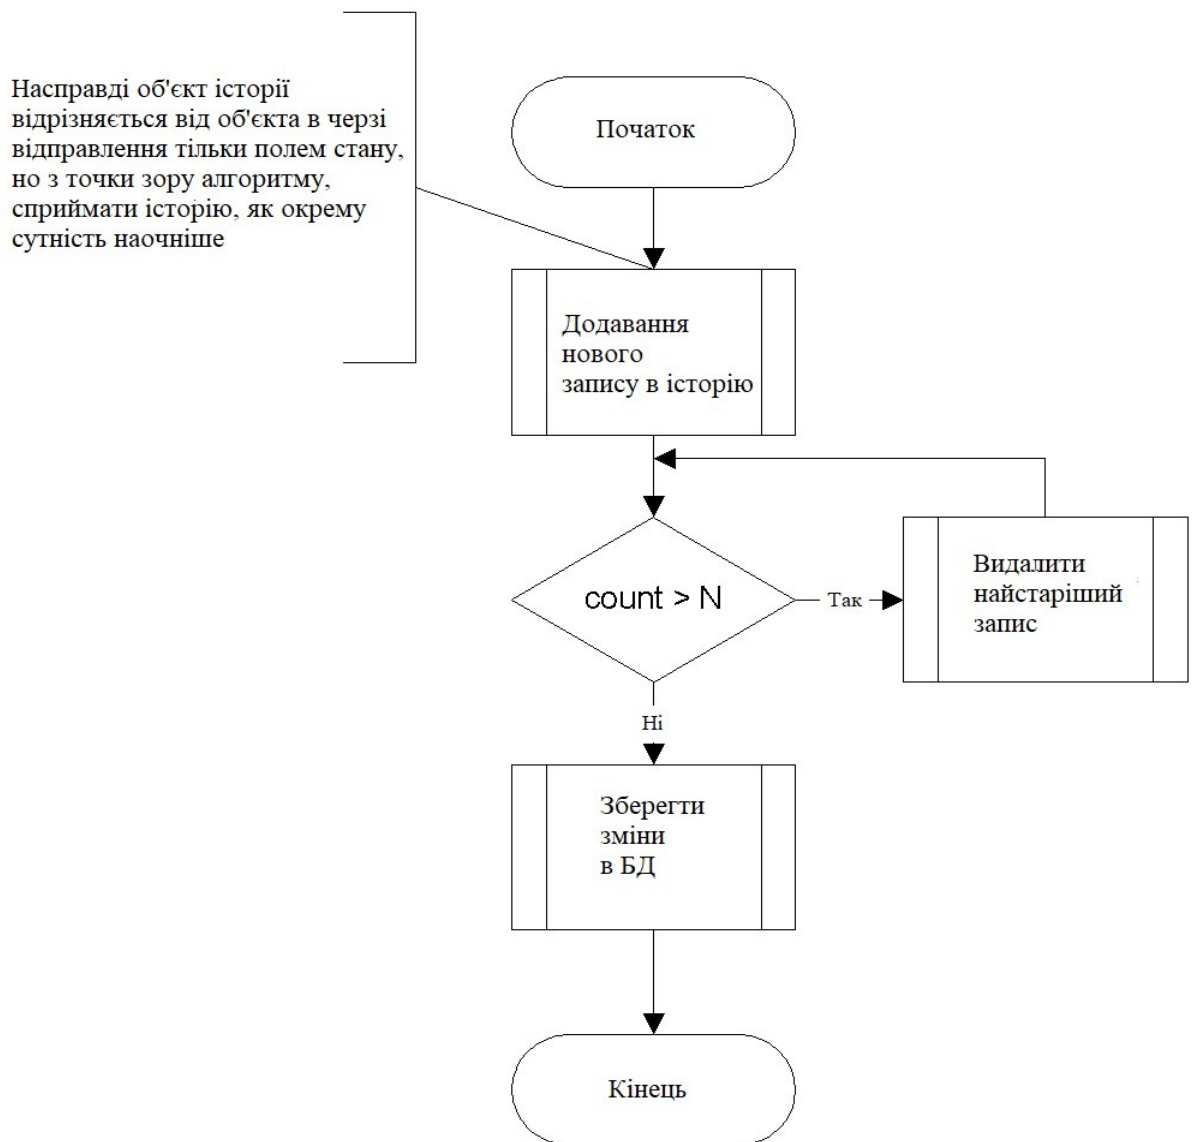 Насправді об'єкт історії
відрізняється від об'єкта в черзі
відправлення тільки полем стану,
но з точки зору алгоритму,
сприймати історію, як окрему
сутність наочніше
Початок
Додавання
нового
запису в історію
count > N
Так
Видалити
найстаріший
запис
Ні
Зберегти
зміни
в БД
Кінець